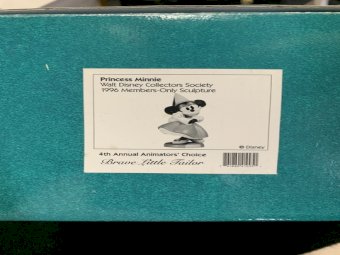 Princess Minnie
Walt Disney Collectors Society
1996 Members-Only Sculpture
© Disney
4th Annual Animators' Choice
Brave Little Tailor